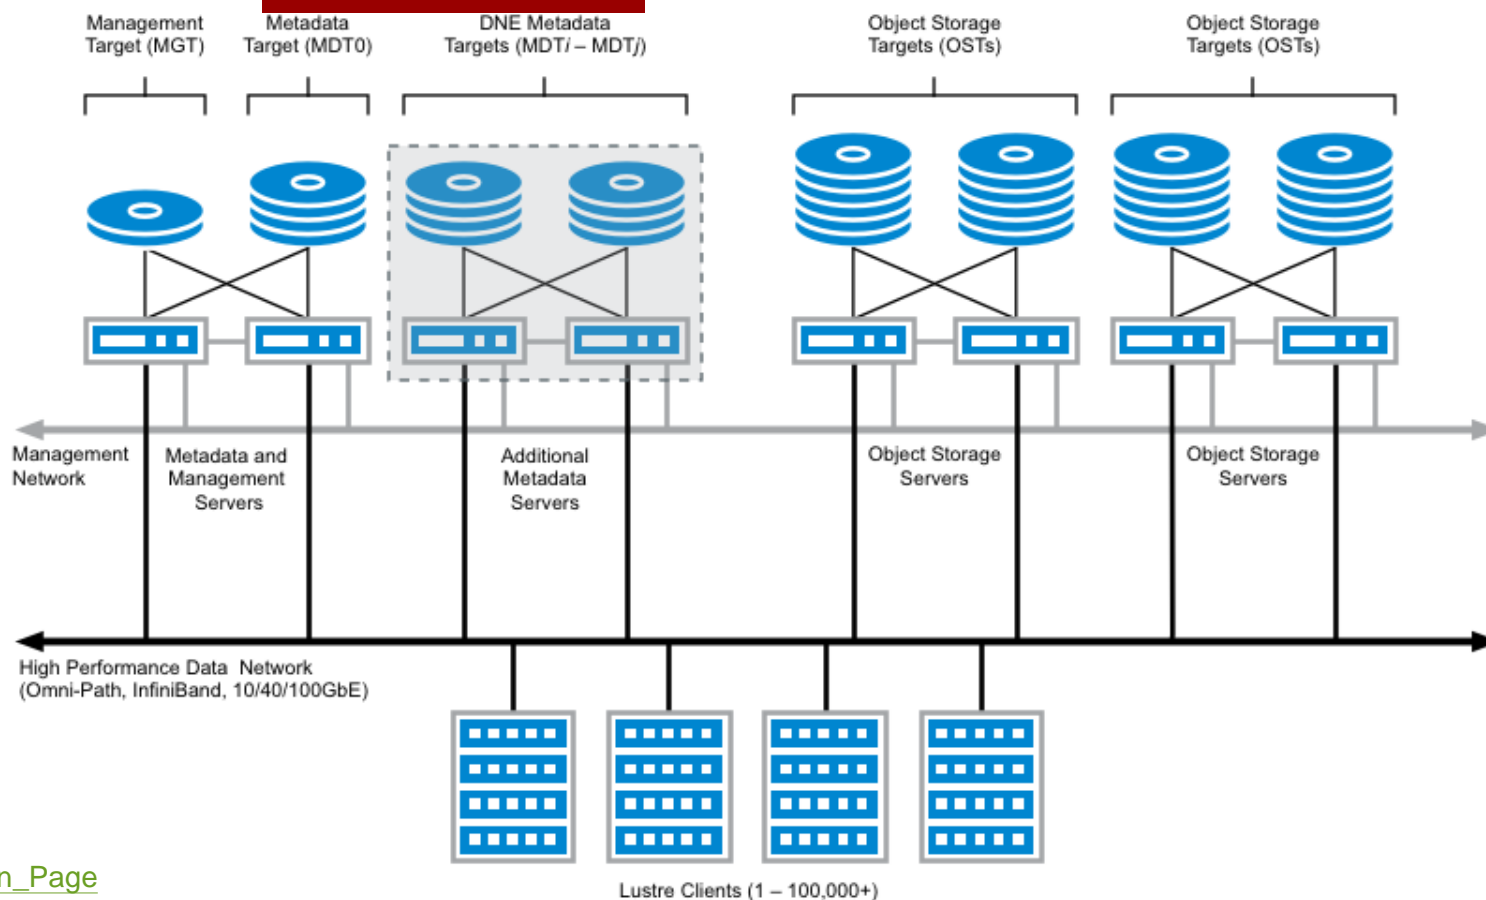 Management
Target (MGT)
Metadata
Target (MDT0)
DNE Metadata
Targets (MDTi – MDTj)
Object Storage
Targets (OSTs)
Object Storage
Targets (OSTs)
Management
Network
Metadata and
Management
Servers
Additional
Metadata
Servers
Object Storage
Servers
Object Storage
Servers
High Performance Data Network
(Omni-Path, InfiniBand, 10/40/100GbE)
n_Page
Lustre Clients (1 – 100,000+)